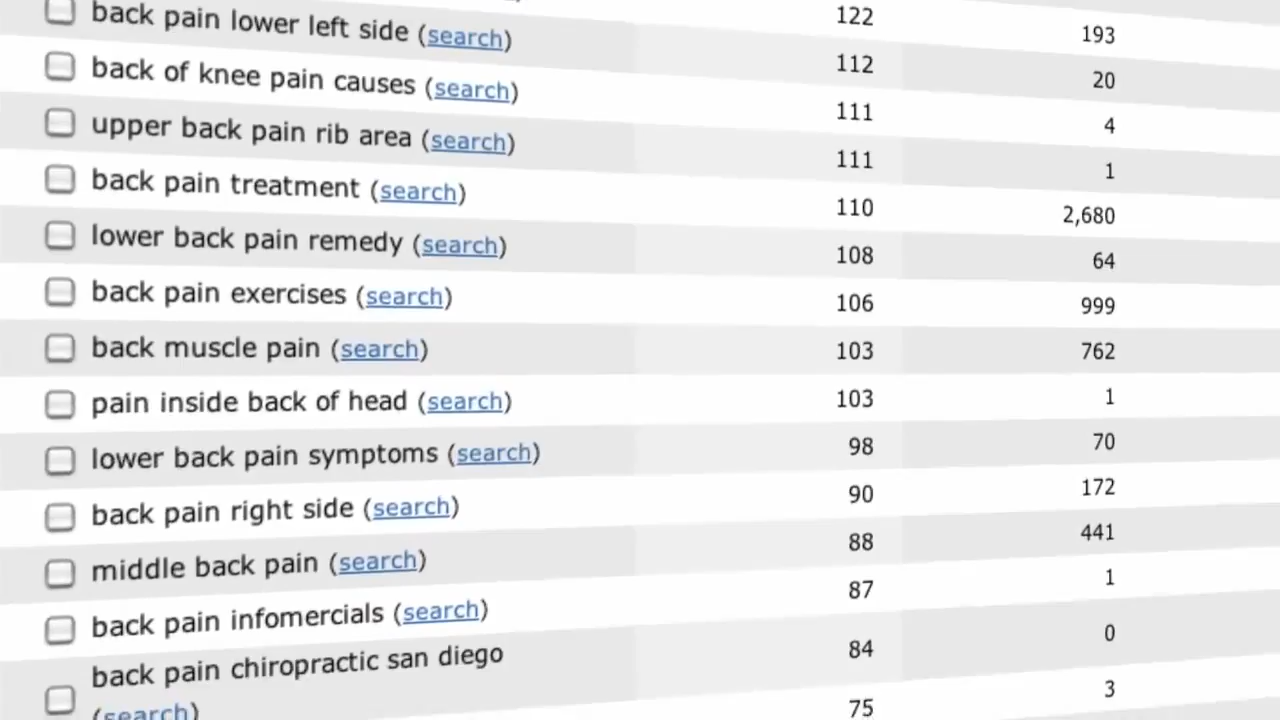 122 193
back pain lower left side (search) 112 20
back of knee pain causes (search) 111 4
upper back pain rib area (search) 111 1
back pain treatment (search) 110 2,680
lower back pain remedy (search) 108 64
back pain exercises (search) 106 999
back muscle pain (search) 103 762
pain inside back of head (search) 103 1
lower back pain symptoms (search) 98 70
back pain right side (search) 90 172
middle back pain (search) 88 441
back pain infomercials (search) 87 1
back pain chiropractic san diego 84 0
(search)
75 3